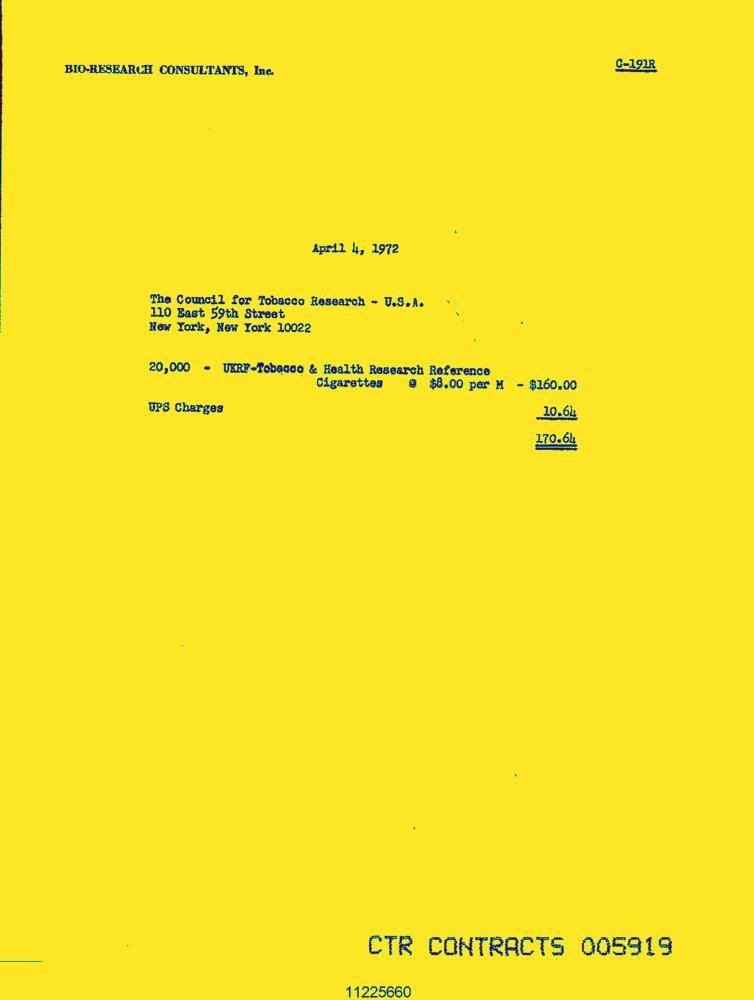 BIO-RESEARCH CONSULTANTS, Inc.
C-191R
April 4, 1972
The Council for Tobacco Research - U.S.A.
110 East 59th Street
New York, New York 10022
20,000 - UKRF-Tobacco & Health Research Reference
Cigarettes @ $8.00 per M - $160.00
UPS Charges 10.64
170.64
CTR CONTRACTS 005919
11225660